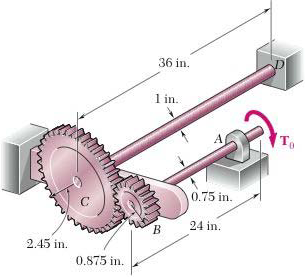 36 in.
D
1 in.
A
T₀
C
0.75 in.
B
24 in.
2.45 in.
0.875 in.